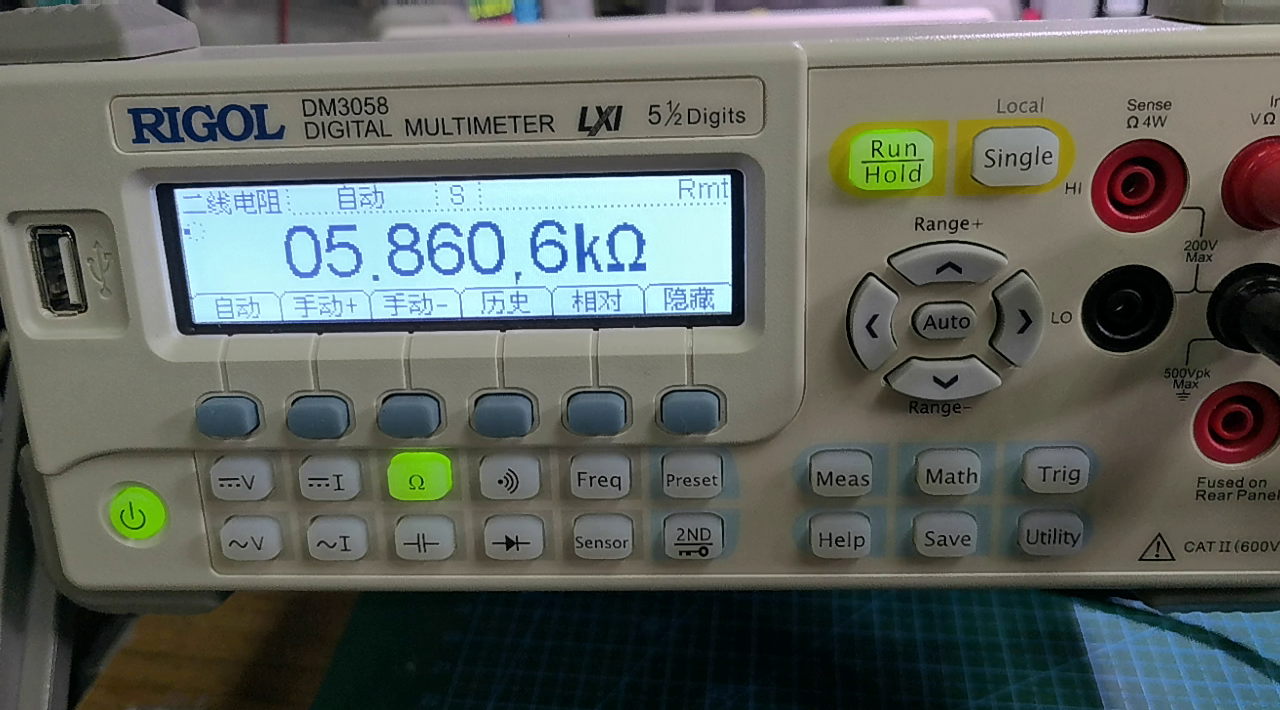 RIGOL
DM3058
DIGITAL MULTIMETER
LXI
5½ Digits
二线电阻
自动
S
Rmt
05.860,6kΩ
自动
手动+
手动-
历史
相对
隐藏
V
I
Ω
Freq
Preset
V
I
Sensor
2ND
Run
Hold
Local
Single
Range+
Auto
Range-
Meas
Math
Trig
Help
Save
Utility
Sense
Ω 4W
VΩ
HI
200V
Max
LO
500Vpk
Max
Fused on
Rear Panel
CAT II (600V